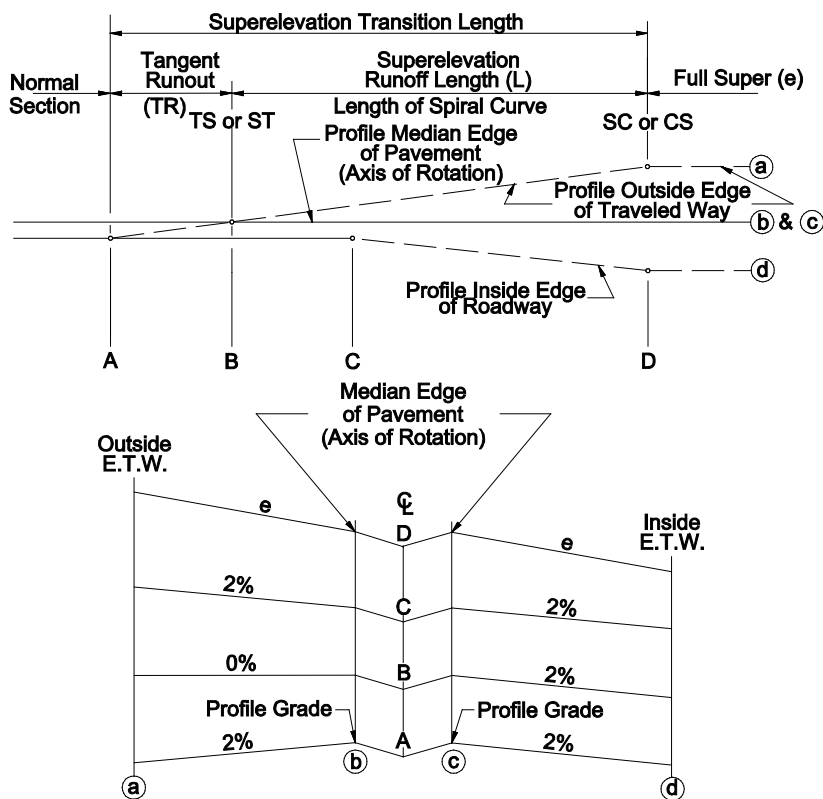 Superelevation Transition Length
Normal
Section
Tangent
Runout
(TR)
Superelevation
Runoff Length (L)
Full Super (e)
Length of Spiral Curve
TS or ST
SC or CS
Profile Median Edge
of Pavement
(Axis of Rotation)
a
Profile Outside Edge
of Traveled Way
b & c
d
Profile Inside Edge
of Roadway
A
B
C
D
Median Edge
of Pavement
(Axis of Rotation)
Outside
E.T.W.
Inside
E.T.W.
e
CL
D
e
2%
C
2%
0%
B
2%
Profile Grade
Profile Grade
2%
A
2%
b
c
a
d